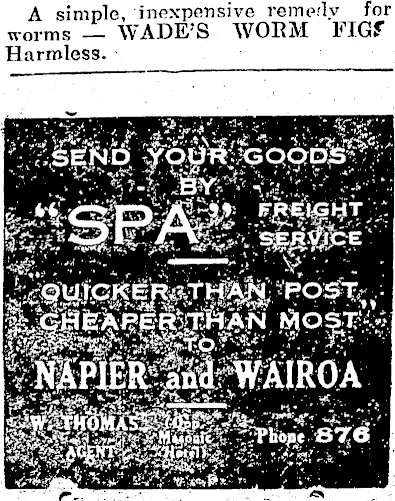 A simple, inexpensive remedy for
worms — WADE'S WORM FIGS
Harmless.
SEND YOUR GOODS
BY
"SPA" FREIGHT
SERVICE
QUICKER THAN POST,
CHEAPER THAN MOST"
TO
NAPIER and WAIROA
W. THOMAS (Opp.
Masonic
AGENT Hotel)
Phone 876